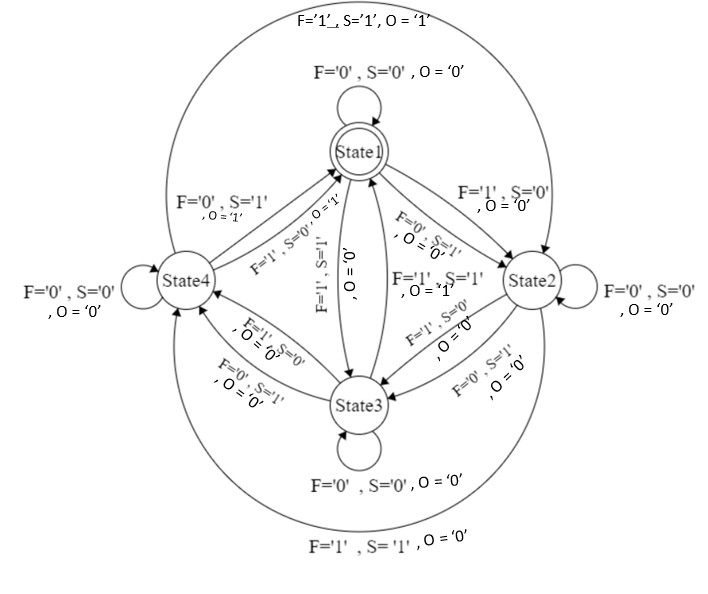 F='1' , S='1', O = ‘1’
F='0' , S='0' , O = ‘0’
State1
F='0' , S='1'
, O = ‘1’
F='1' , S='0' , O = ‘1’
F='1' , S='1'
, O = ‘0’
F='0' , S='1'
, O = ‘0’
F='1' , S='0'
, O = ‘0’
State4
F='0' , S='0'
, O = ‘0’
F='1' , S='1'
, O = ‘1’
State2
F='0' , S='0'
, O = ‘0’
F='1' , S='0'
, O = ‘0’
F='1' , S='0'
, O = ‘0’
F='0' , S='1'
, O = ‘0’
F='0' , S='1'
, O = ‘0’
State3
F='0' , S='0' , O = ‘0’
F='1' , S= '1' , O = ‘0’